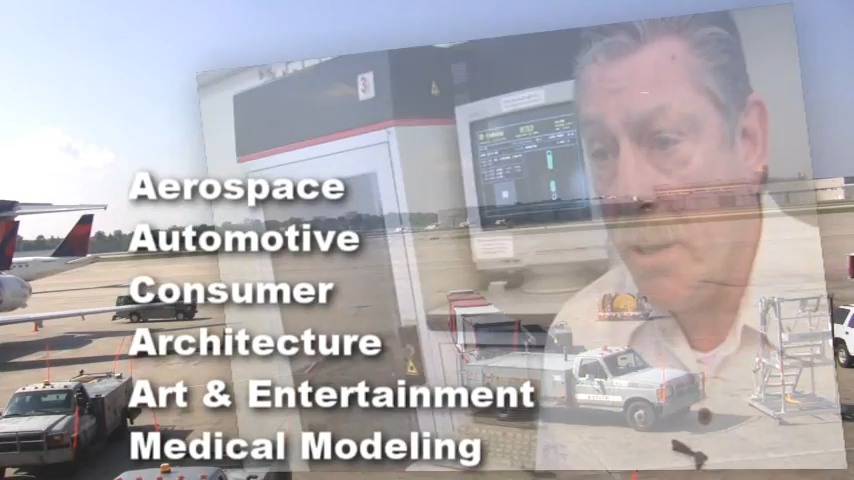 Aerospace
Automotive
Consumer
Architecture
Art & Entertainment
Medical Modeling